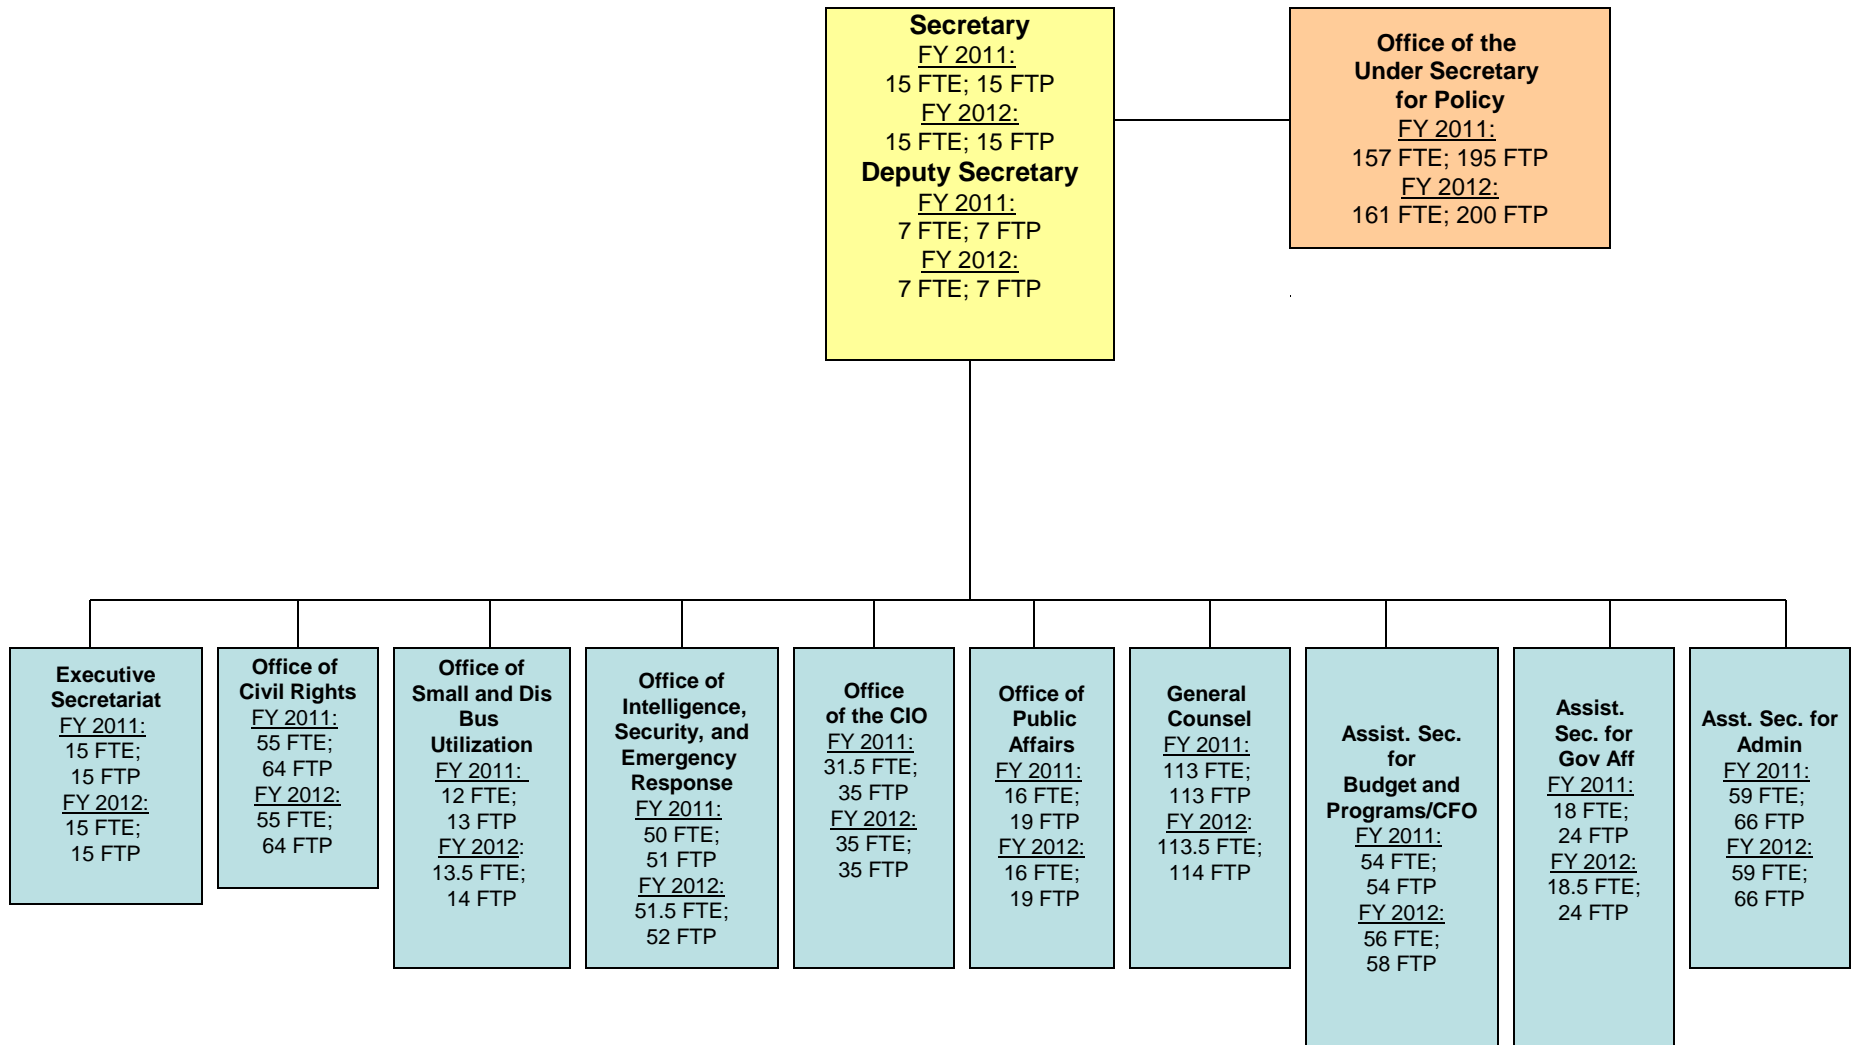 Secretary
FY 2011:
15 FTE; 15 FTP
FY 2012:
15 FTE; 15 FTP
Deputy Secretary
FY 2011:
7 FTE; 7 FTP
FY 2012:
7 FTE; 7 FTP
Office of the
Under Secretary
for Policy
FY 2011:
157 FTE; 195 FTP
FY 2012:
161 FTE; 200 FTP
Executive
Secretariat
FY 2011:
15 FTE;
15 FTP
FY 2012:
15 FTE;
15 FTP
Office of
Civil Rights
FY 2011:
55 FTE;
64 FTP
FY 2012:
55 FTE;
64 FTP
Office of
Small and Dis
Bus
Utilization
FY 2011:
12 FTE;
13 FTP
FY 2012:
13.5 FTE;
14 FTP
Office of
Intelligence,
Security, and
Emergency
Response
FY 2011:
50 FTE;
51 FTP
FY 2012:
51.5 FTE;
52 FTP
Office
of the CIO
FY 2011:
31.5 FTE;
35 FTP
FY 2012:
35 FTE;
35 FTP
Office of
Public
Affairs
FY 2011:
16 FTE;
19 FTP
FY 2012:
16 FTE;
19 FTP
General
Counsel
FY 2011:
113 FTE;
113 FTP
FY 2012:
113.5 FTE;
114 FTP
Assist. Sec.
for
Budget and
Programs/CFO
FY 2011:
54 FTE;
54 FTP
FY 2012:
56 FTE;
58 FTP
Assist.
Sec. for
Gov Aff
FY 2011:
18 FTE;
24 FTP
FY 2012:
18.5 FTE;
24 FTP
Asst. Sec. for
Admin
FY 2011:
59 FTE;
66 FTP
FY 2012:
59 FTE;
66 FTP